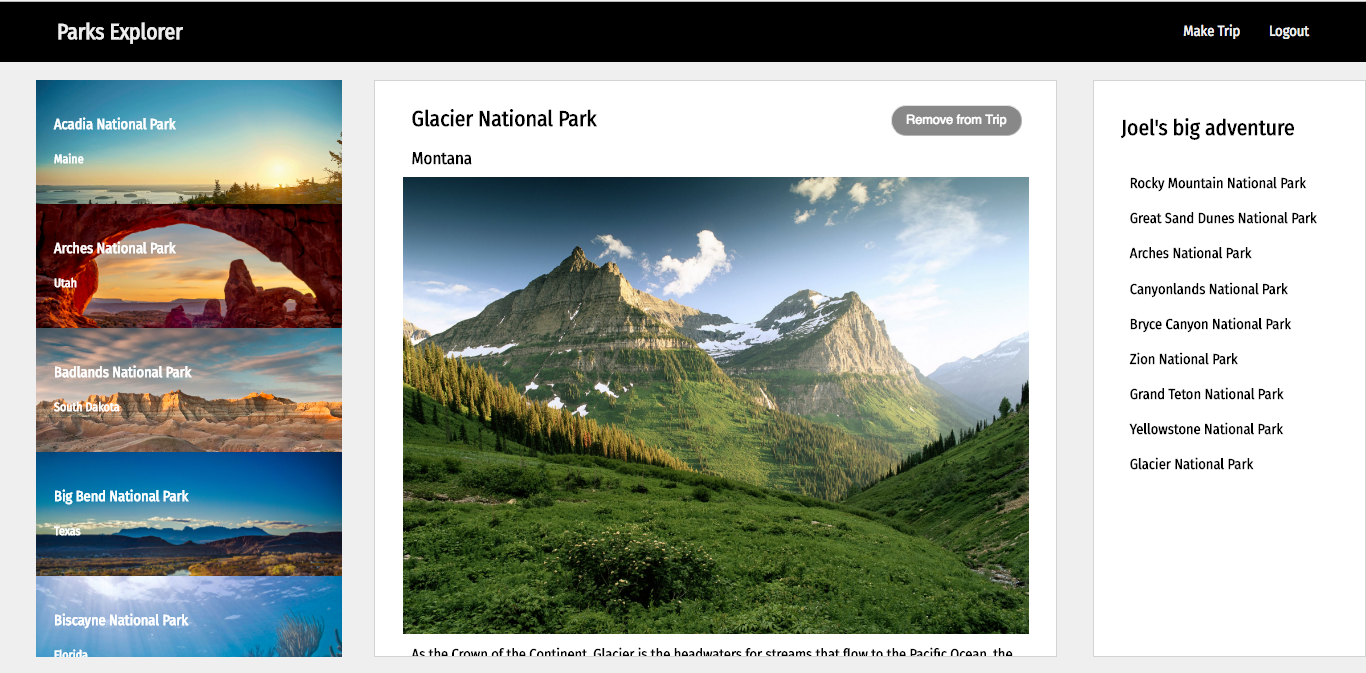 Parks Explorer
Make Trip
Logout
Acadia National Park
Maine
Arches National Park
Utah
Badlands National Park
South Dakota
Big Bend National Park
Texas
Biscayne National Park
Florida
Glacier National Park
Remove from Trip
Montana
As the Crown of the Continent, Glacier is the headwaters for streams that flow to the Pacific Ocean, the
Joel's big adventure
Rocky Mountain National Park
Great Sand Dunes National Park
Arches National Park
Canyonlands National Park
Bryce Canyon National Park
Zion National Park
Grand Teton National Park
Yellowstone National Park
Glacier National Park